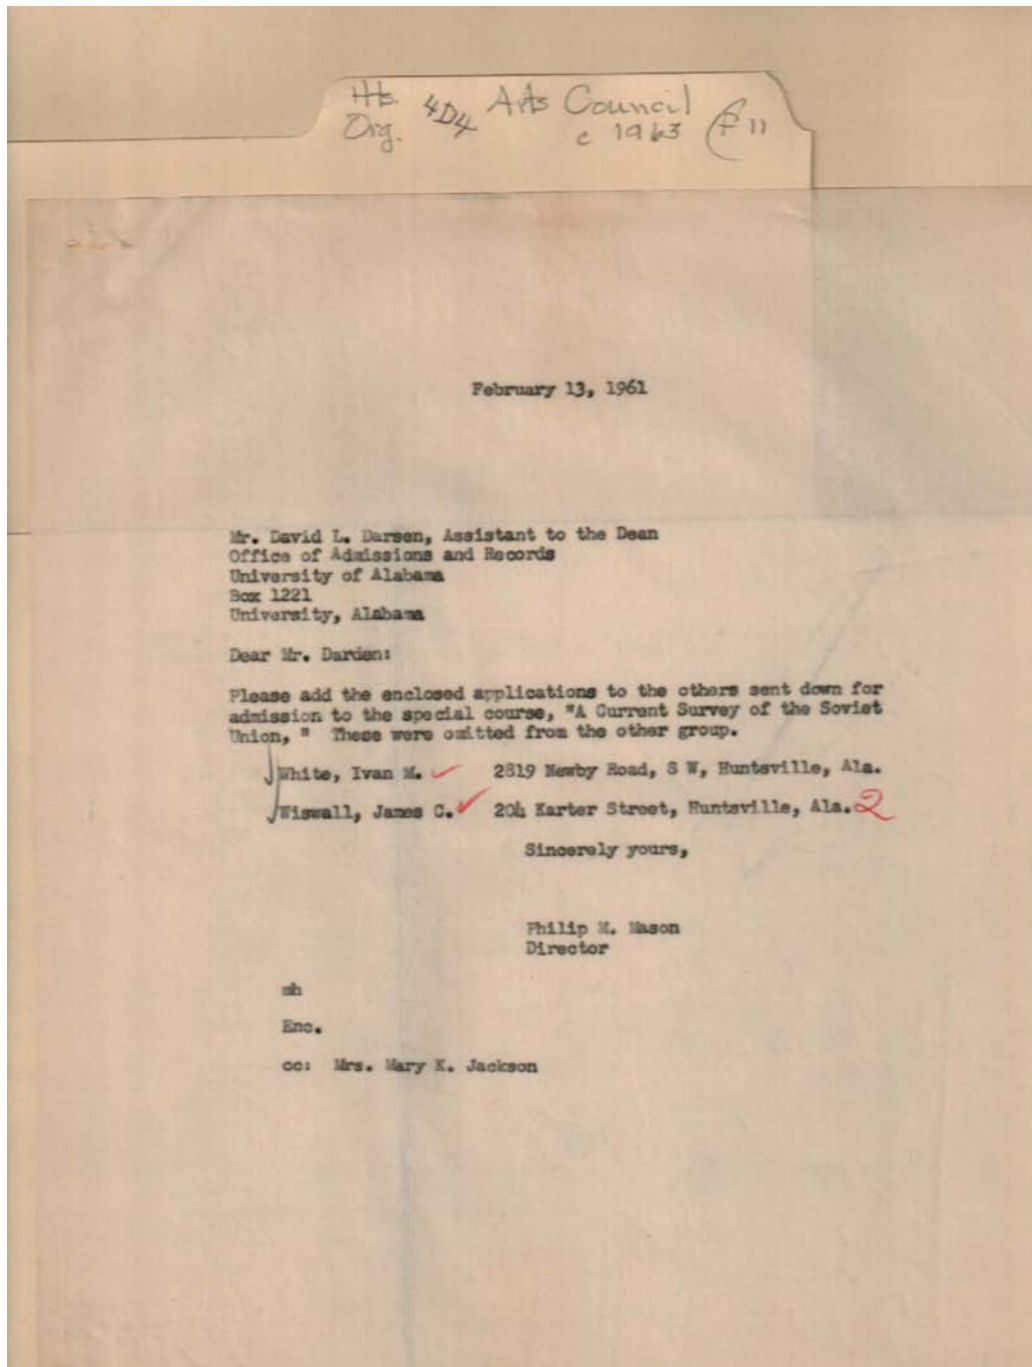 Hts. 4D4 Arts Council
Org. c 1963 F 11
February 13, 1961
Mr. David L. Darsen, Assistant to the Dean
Office of Admissions and Records
University of Alabama
Box 1221
University, Alabama
Dear Mr. Darden:
Please add the enclosed applications to the others sent down for
admission to the special course, "A Current Survey of the Soviet
Union, " These were omitted from the other group.
White, Ivan M. ✓ 2819 Newby Road, S W, Huntsville, Ala.
Wiswall, James C. ✓ 204 Karter Street, Huntsville, Ala. 2
Sincerely yours,
Philip M. Mason
Director
mh
Enc.
cc: Mrs. Mary K. Jackson